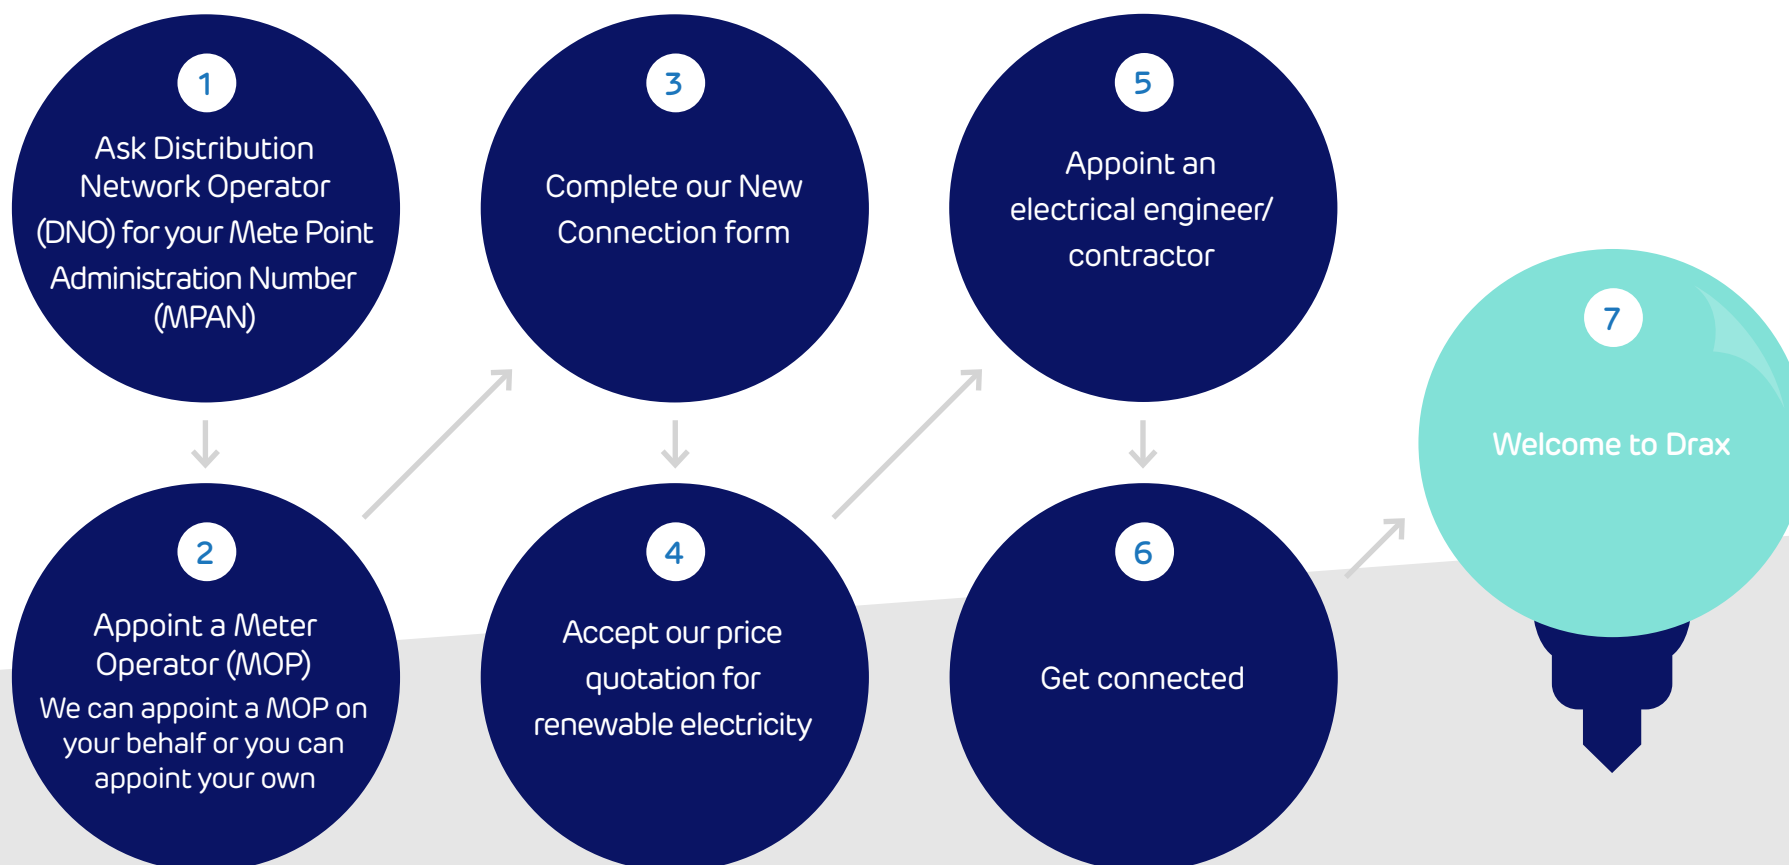 1
Ask Distribution
Network Operator
(DNO) for your Mete Point
Administration Number
(MPAN)
2
Appoint a Meter
Operator (MOP)
We can appoint a MOP on
your behalf or you can
appoint your own
3
Complete our New
Connection form
4
Accept our price
quotation for
renewable electricity
5
Appoint an
electrical engineer/
contractor
6
Get connected
7
Welcome to Drax